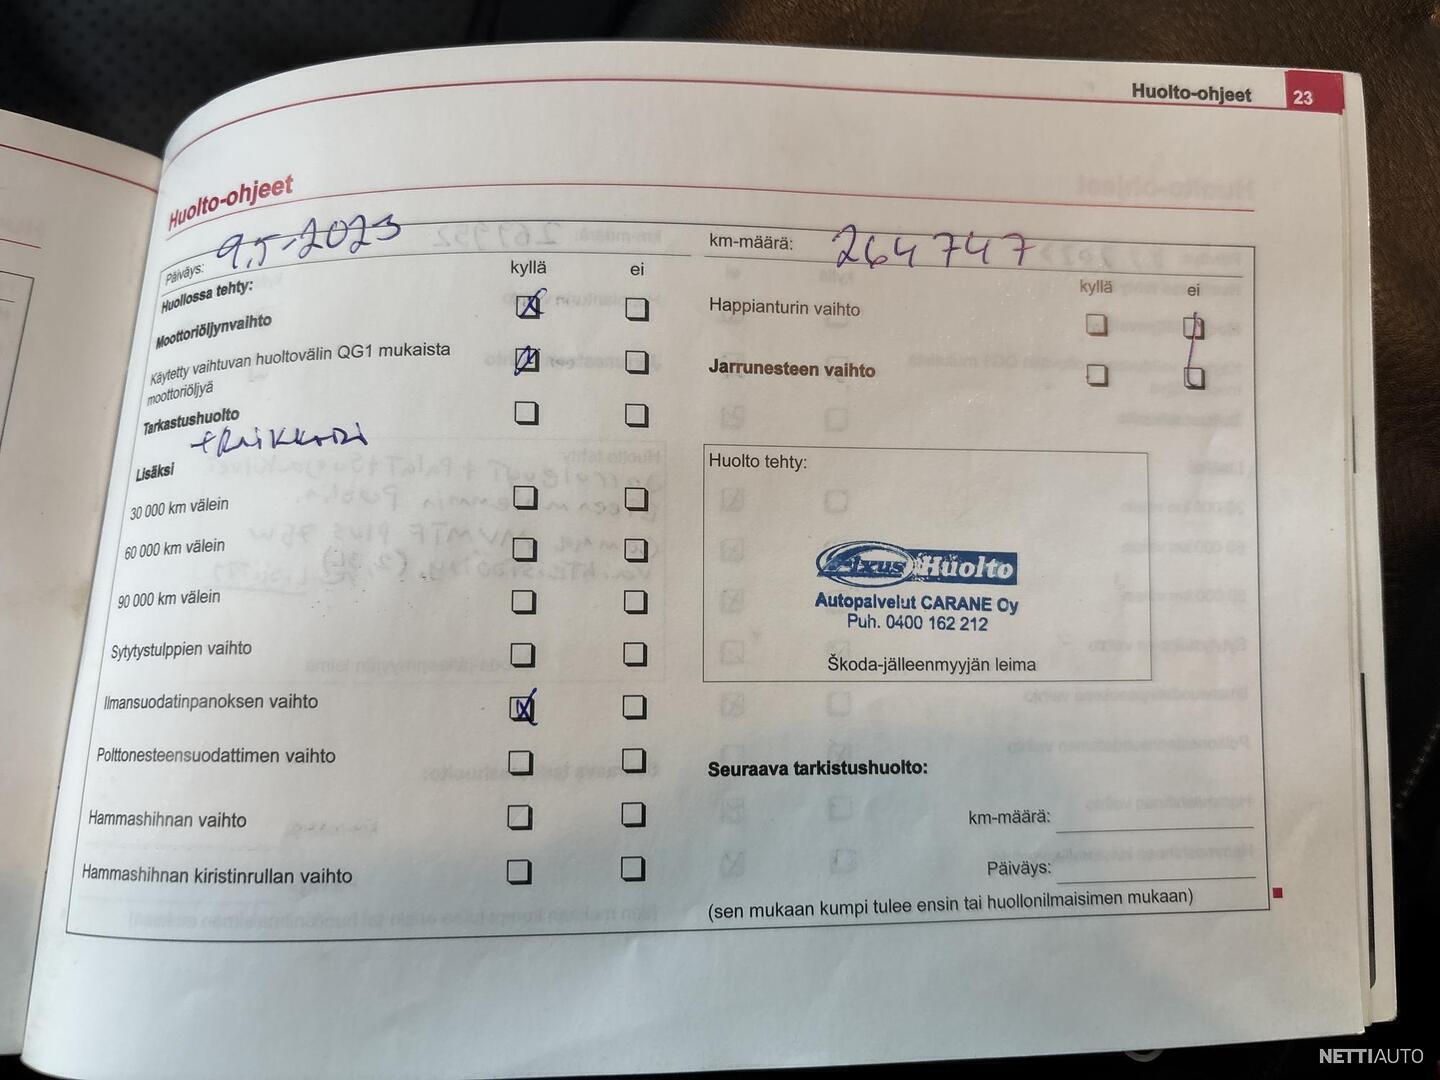 Huolto-ohjeet 23
Huolto-ohjeet
Päiväys: 9.5-2023
km-määrä: 264747
Huollossa tehty:
kyllä ei
Moottoriöljynvaihto
Käytetty vaihtuvan huoltovälin QG1 mukaista
moottoriöljyä
Tarkastushuolto
Lisäksi
30 000 km välein
60 000 km välein
90 000 km välein
Sytytystulppien vaihto
Ilmansuodatinpanoksen vaihto
Polttonesteensuodattimen vaihto
Hammashihnan vaihto
Hammashihnan kiristinrullan vaihto
kyllä ei
Happianturin vaihto
Jarrunesteen vaihto
Huolto tehty:
Fixus Huolto
Autopalvelut CARANE Oy
Puh. 0400 162 212
Škoda-jälleenmyyjän leima
Seuraava tarkistushuolto:
km-määrä:
Päiväys:
(sen mukaan kumpi tulee ensin tai huollonilmaisimen mukaan)
NETTIAUTO